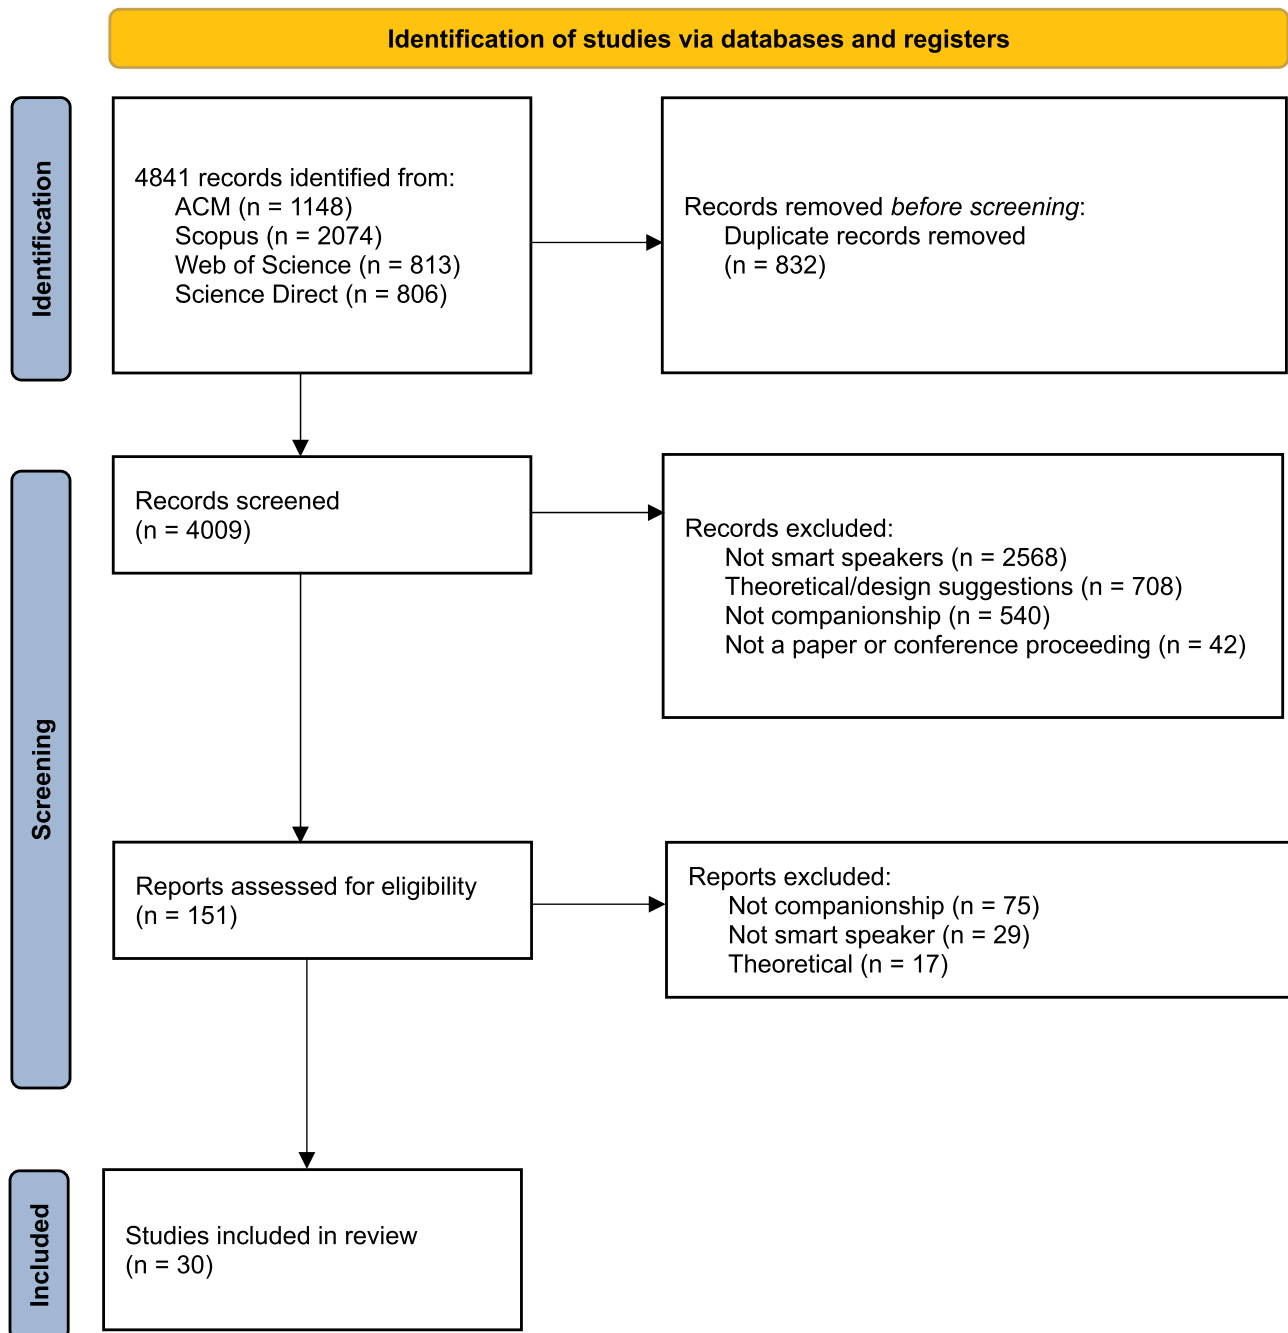 Identification of studies via databases and registers
Identification
4841 records identified from:
ACM (n = 1148)
Scopus (n = 2074)
Web of Science (n = 813)
Science Direct (n = 806)
Records removed before screening:
Duplicate records removed
(n = 832)
Screening
Records screened
(n = 4009)
Records excluded:
Not smart speakers (n = 2568)
Theoretical/design suggestions (n = 708)
Not companionship (n = 540)
Not a paper or conference proceeding (n = 42)
Reports assessed for eligibility
(n = 151)
Reports excluded:
Not companionship (n = 75)
Not smart speaker (n = 29)
Theoretical (n = 17)
Included
Studies included in review
(n = 30)